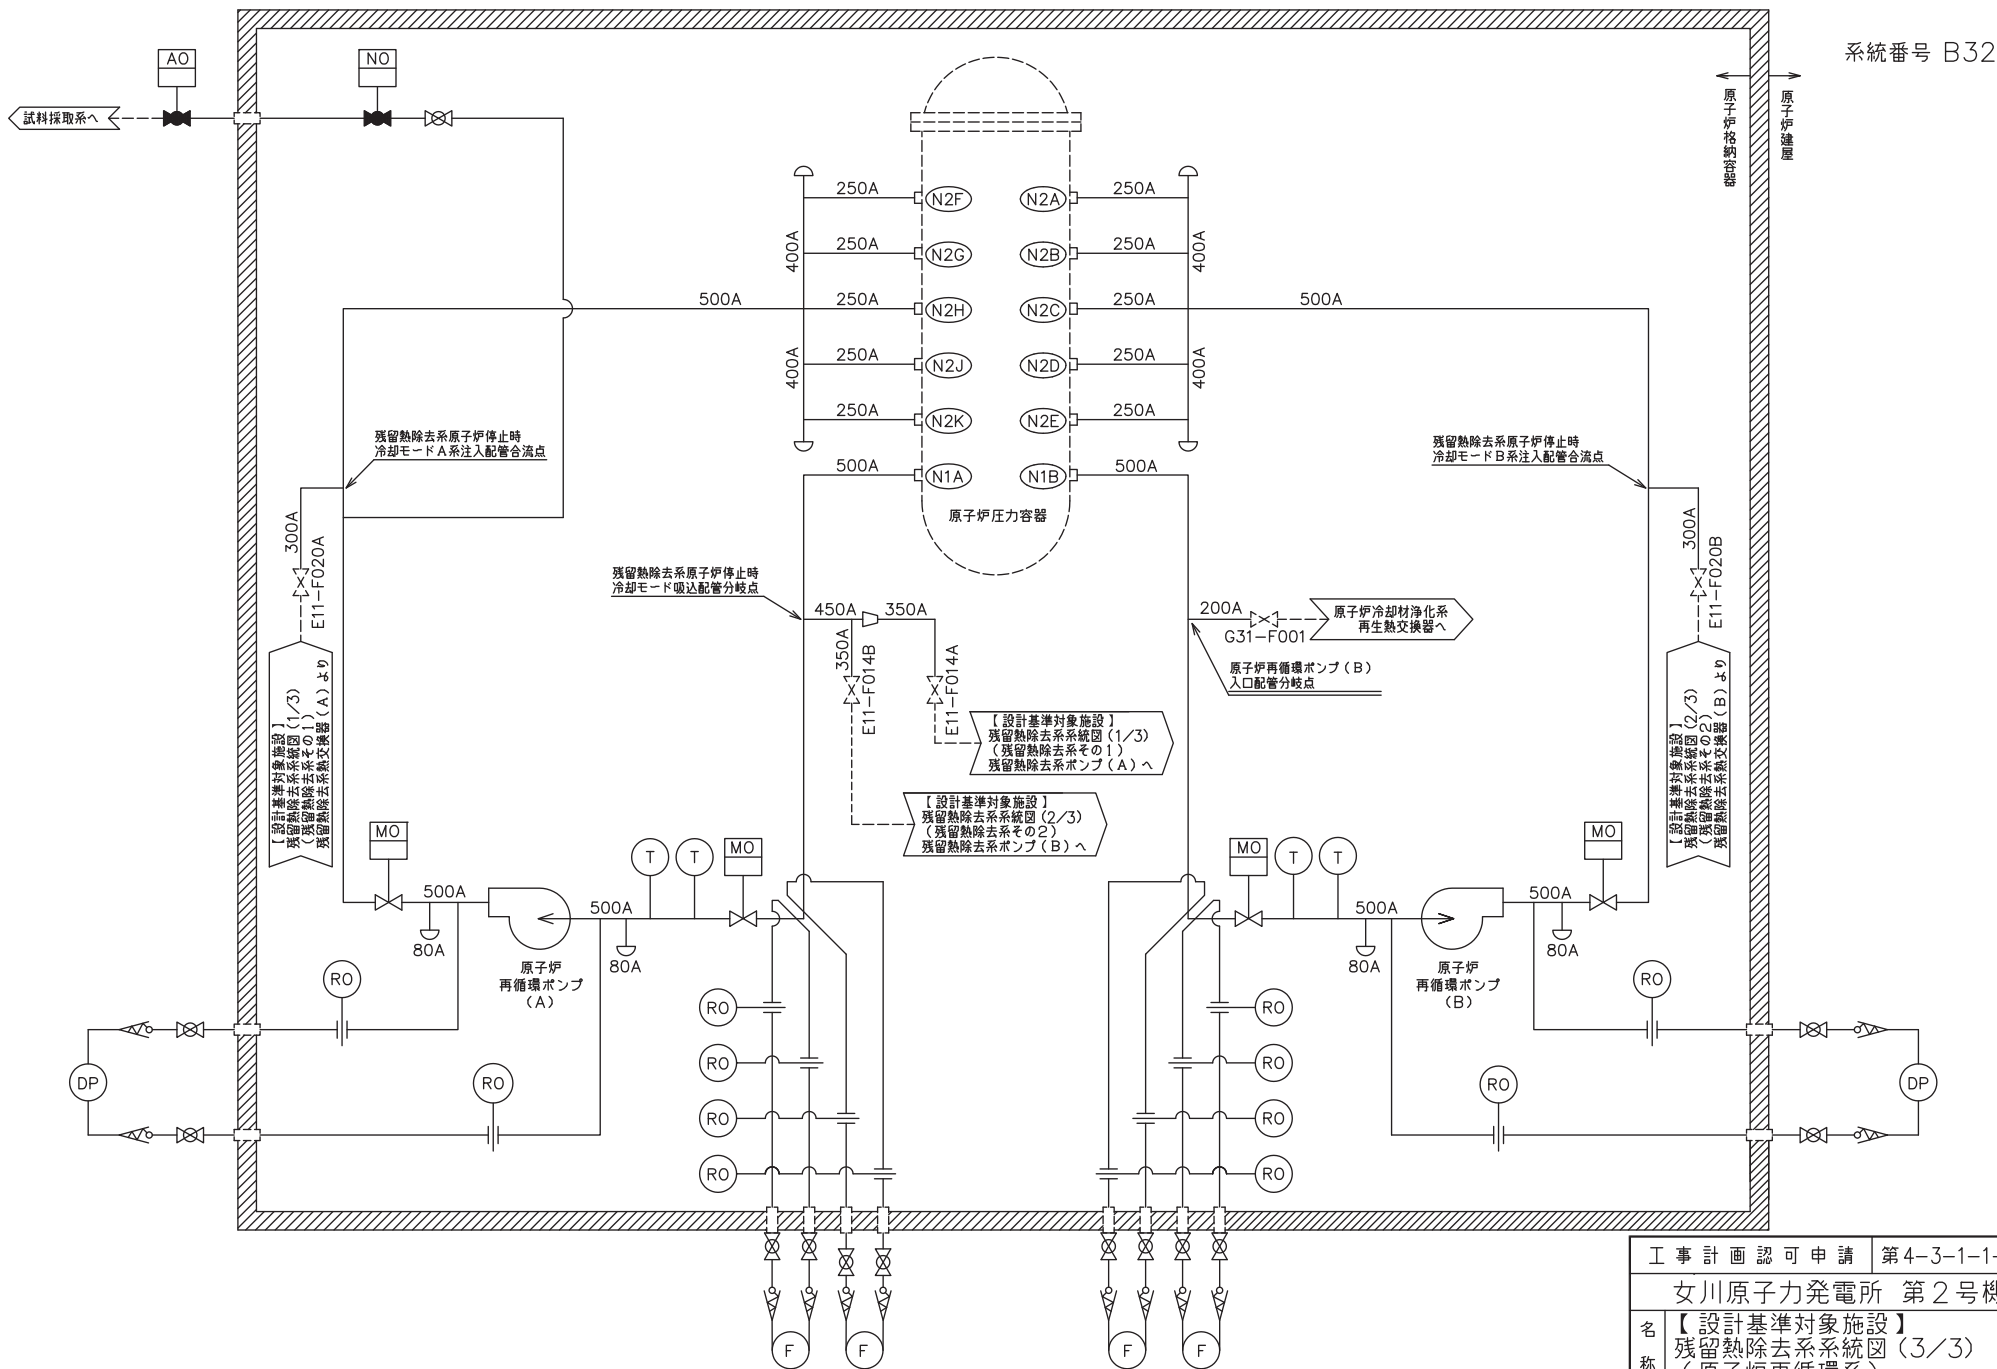 系統番号 B32
AO
NO
試料採取系へ
原子炉格納容器
原子炉建屋
250A
N2F
N2A
250A
400A
400A
250A
N2G
N2B
250A
500A
250A
N2H
N2C
250A
500A
400A
400A
250A
N2J
N2D
250A
250A
N2K
N2E
250A
500A
N1A
N1B
500A
原子炉圧力容器
残留熱除去系原子炉停止時
冷却モードA系注入配管合流点
残留熱除去系原子炉停止時
冷却モードB系注入配管合流点
300A
E11-F020A
300A
E11-F020B
残留熱除去系原子炉停止時
冷却モード吸込配管分岐点
450A
350A
350A
E11-F014B
E11-F014A
200A
G31-F001
原子炉冷却材浄化系
再生熱交換器へ
原子炉再循環ポンプ(B)
入口配管分岐点
【設計基準対象施設】
残留熱除去系系統図(1/3)
(残留熱除去系その1)
残留熱除去系熱交換器(A)より
【設計基準対象施設】
残留熱除去系系統図(1/3)
(残留熱除去系その1)
残留熱除去系ポンプ(A)へ
【設計基準対象施設】
残留熱除去系系統図(2/3)
(残留熱除去系その2)
残留熱除去系ポンプ(B)へ
【設計基準対象施設】
残留熱除去系系統図(2/3)
(残留熱除去系その2)
残留熱除去系熱交換器(B)より
MO
T
T
MO
MO
T
T
MO
500A
500A
500A
500A
80A
80A
80A
80A
原子炉
再循環ポンプ
(A)
原子炉
再循環ポンプ
(B)
RO
RO
RO
RO
RO
RO
DP
RO
RO
DP
RO
RO
RO
RO
F
F
F
F
工事計画認可申請
第4-3-1-1-
女川原子力発電所 第2号機
名称
【設計基準対象施設】
残留熱除去系系統図(3/3)
(原子炉再循環系)